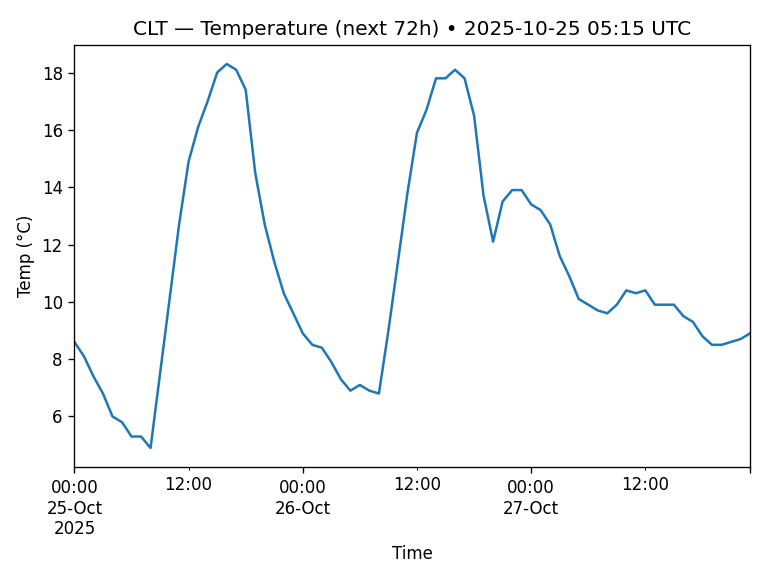 CLT — Temperature (next 72h) • 2025-10-25 05:15 UTC
Temp (°C)
18
16
14
12
10
8
6
00:00
25-Oct
2025
12:00
00:00
26-Oct
12:00
00:00
27-Oct
12:00
Time